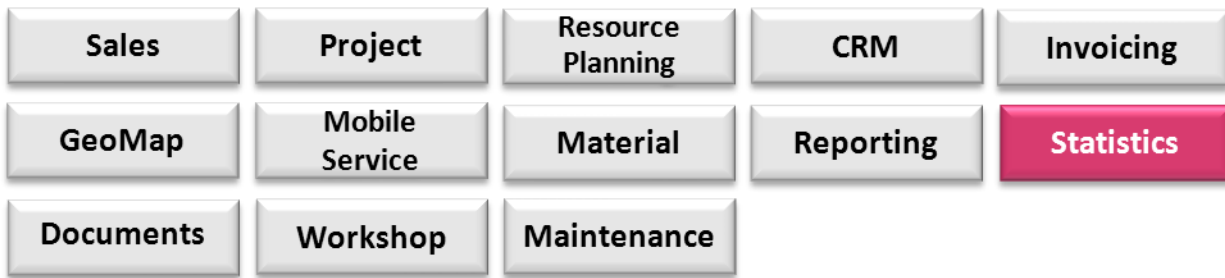 Sales
Project
Resource
Planning
CRM
Invoicing
GeoMap
Mobile
Service
Material
Reporting
Statistics
Documents
Workshop
Maintenance